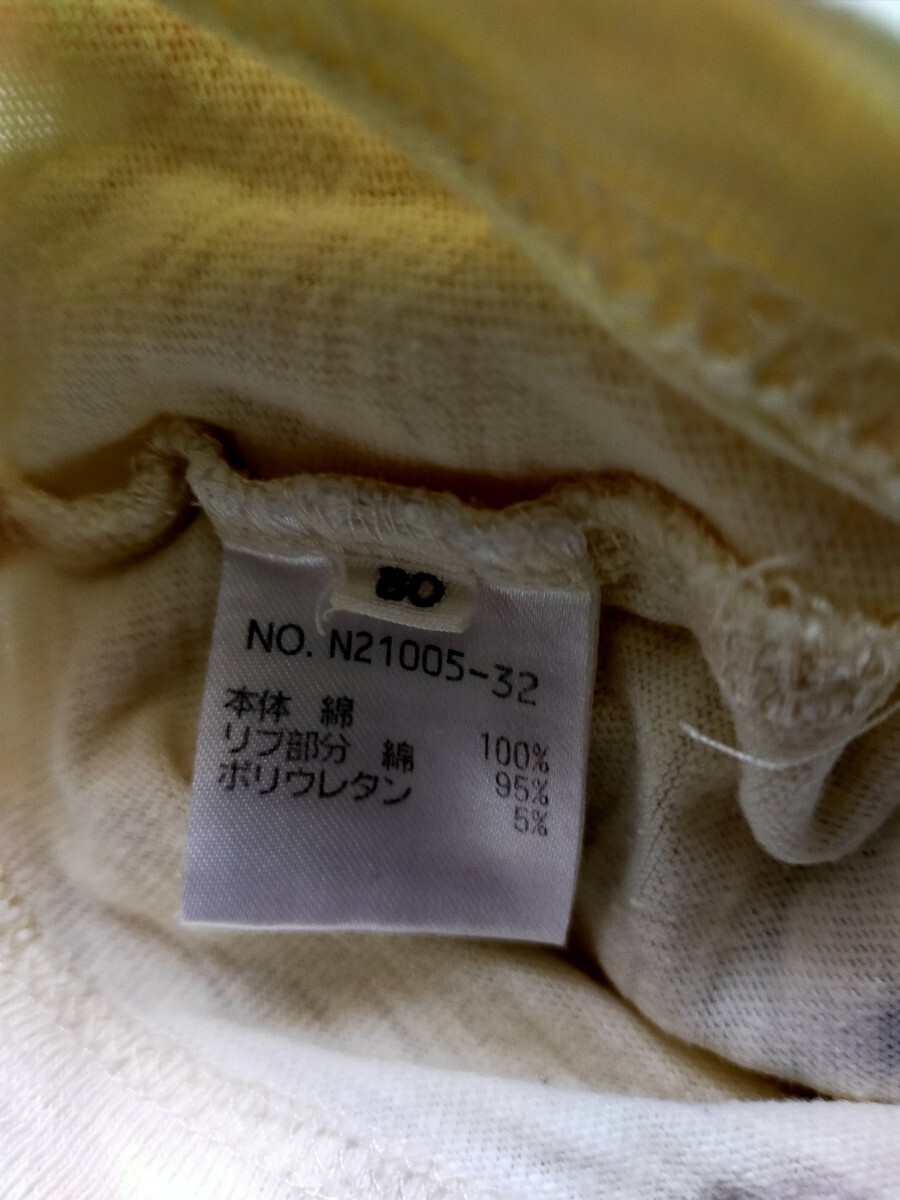 80
NO. N21005-32
本体 綿 100%
リブ部分 綿 95%
ポリウレタン 5%